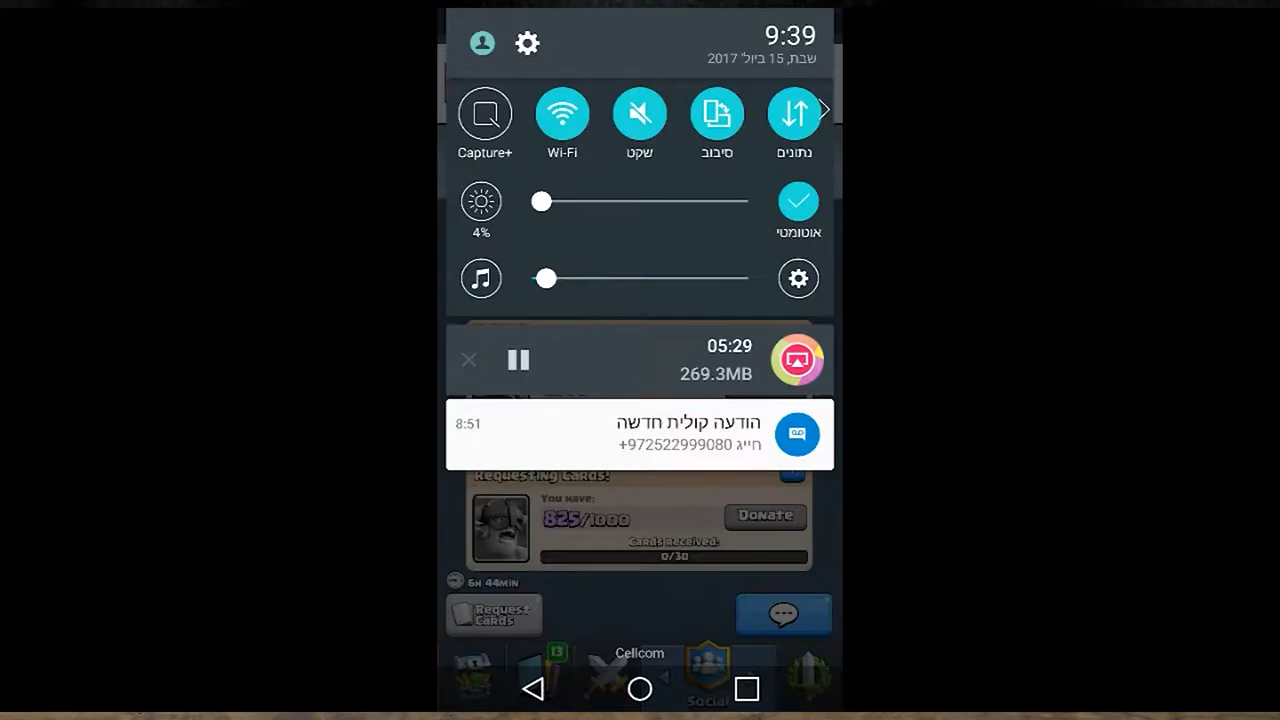 9:39
שבת, 15 ביול׳ 2017
Capture+
Wi-Fi
שקט
סיבוב
נתונים
4%
אוטומטי
05:29
269.3MB
הודעה קולית חדשה
8:51
חייג +972522999080
Requesting Cards:
You have:
825/1000
Donate
Cards Received:
0/30
6h 44min
Request
Cards
Cellcom
13
Social